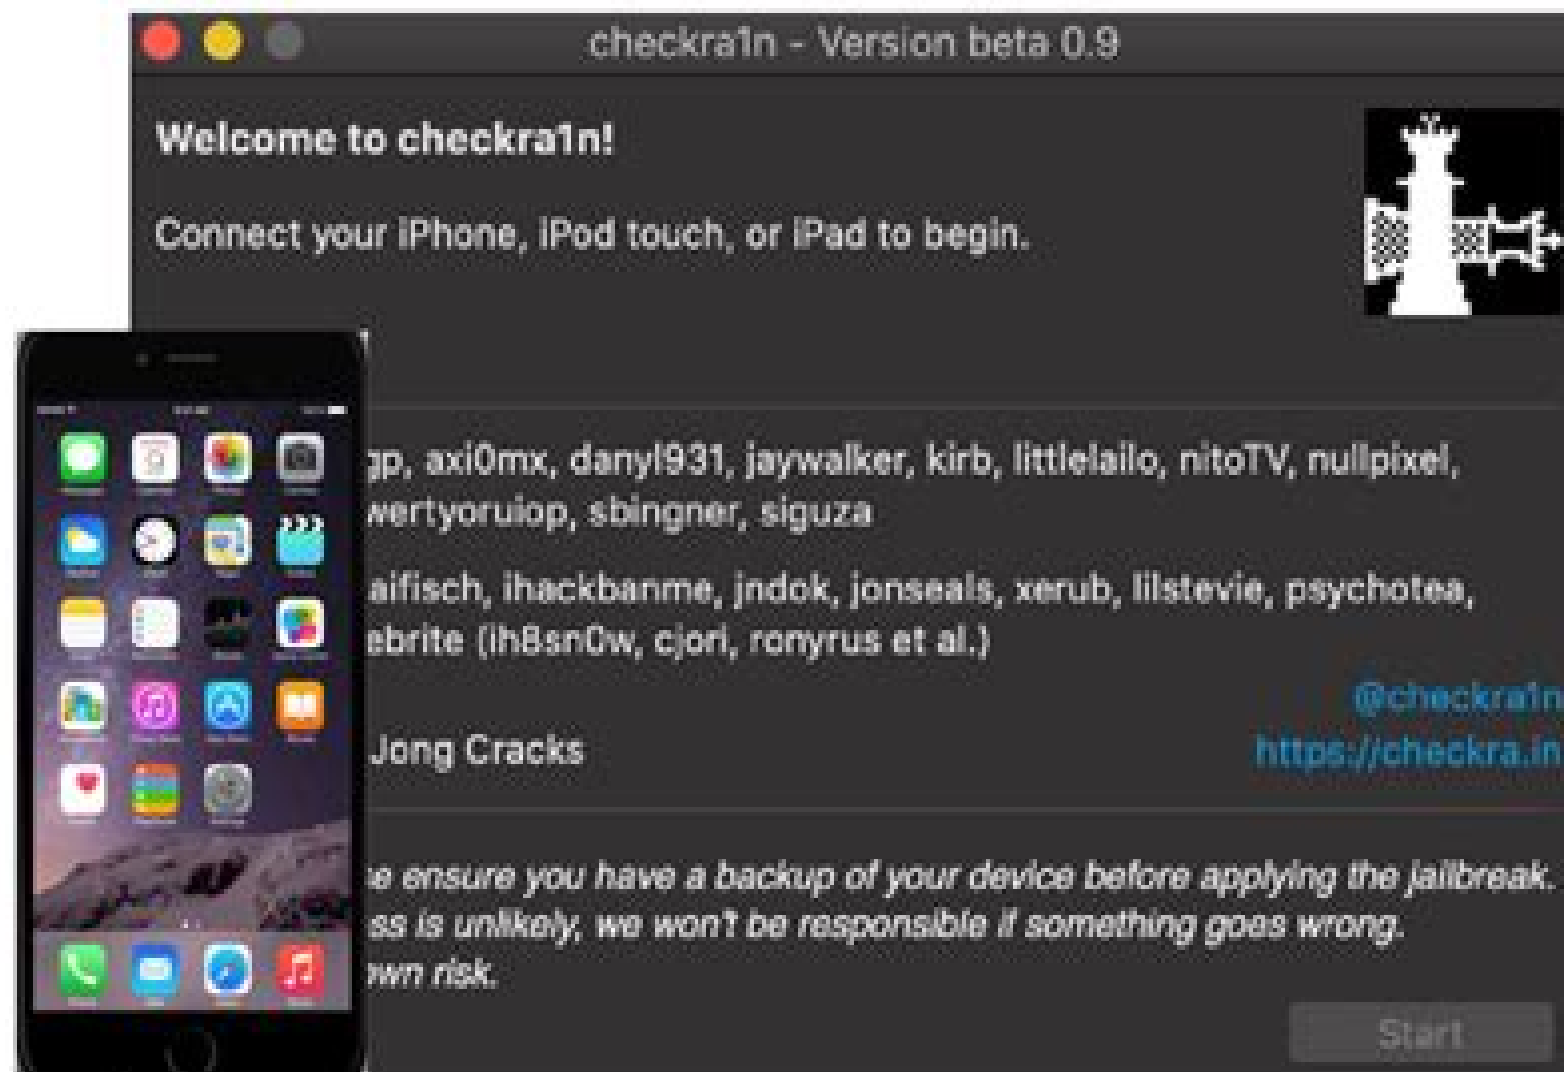 checkra1n - Version beta 0.9
Welcome to checkra1n!
Connect your iPhone, iPod touch, or iPad to begin.
gp, axi0mx, danyl931, jaywalker, kirb, littlelailo, nitoTV, nullpixel,
wertyoruiop, sbingner, siguza
aifisch, ihackbanme, jndok, jonseals, xerub, lilstevie, psychotea,
ebrite (ih8sn0w, cjori, ronyrus et al.)
@checkra1n
Jong Cracks
https://checkra.in
e ensure you have a backup of your device before applying the jailbreak.
ss is unlikely, we won't be responsible if something goes wrong.
own risk.
Start